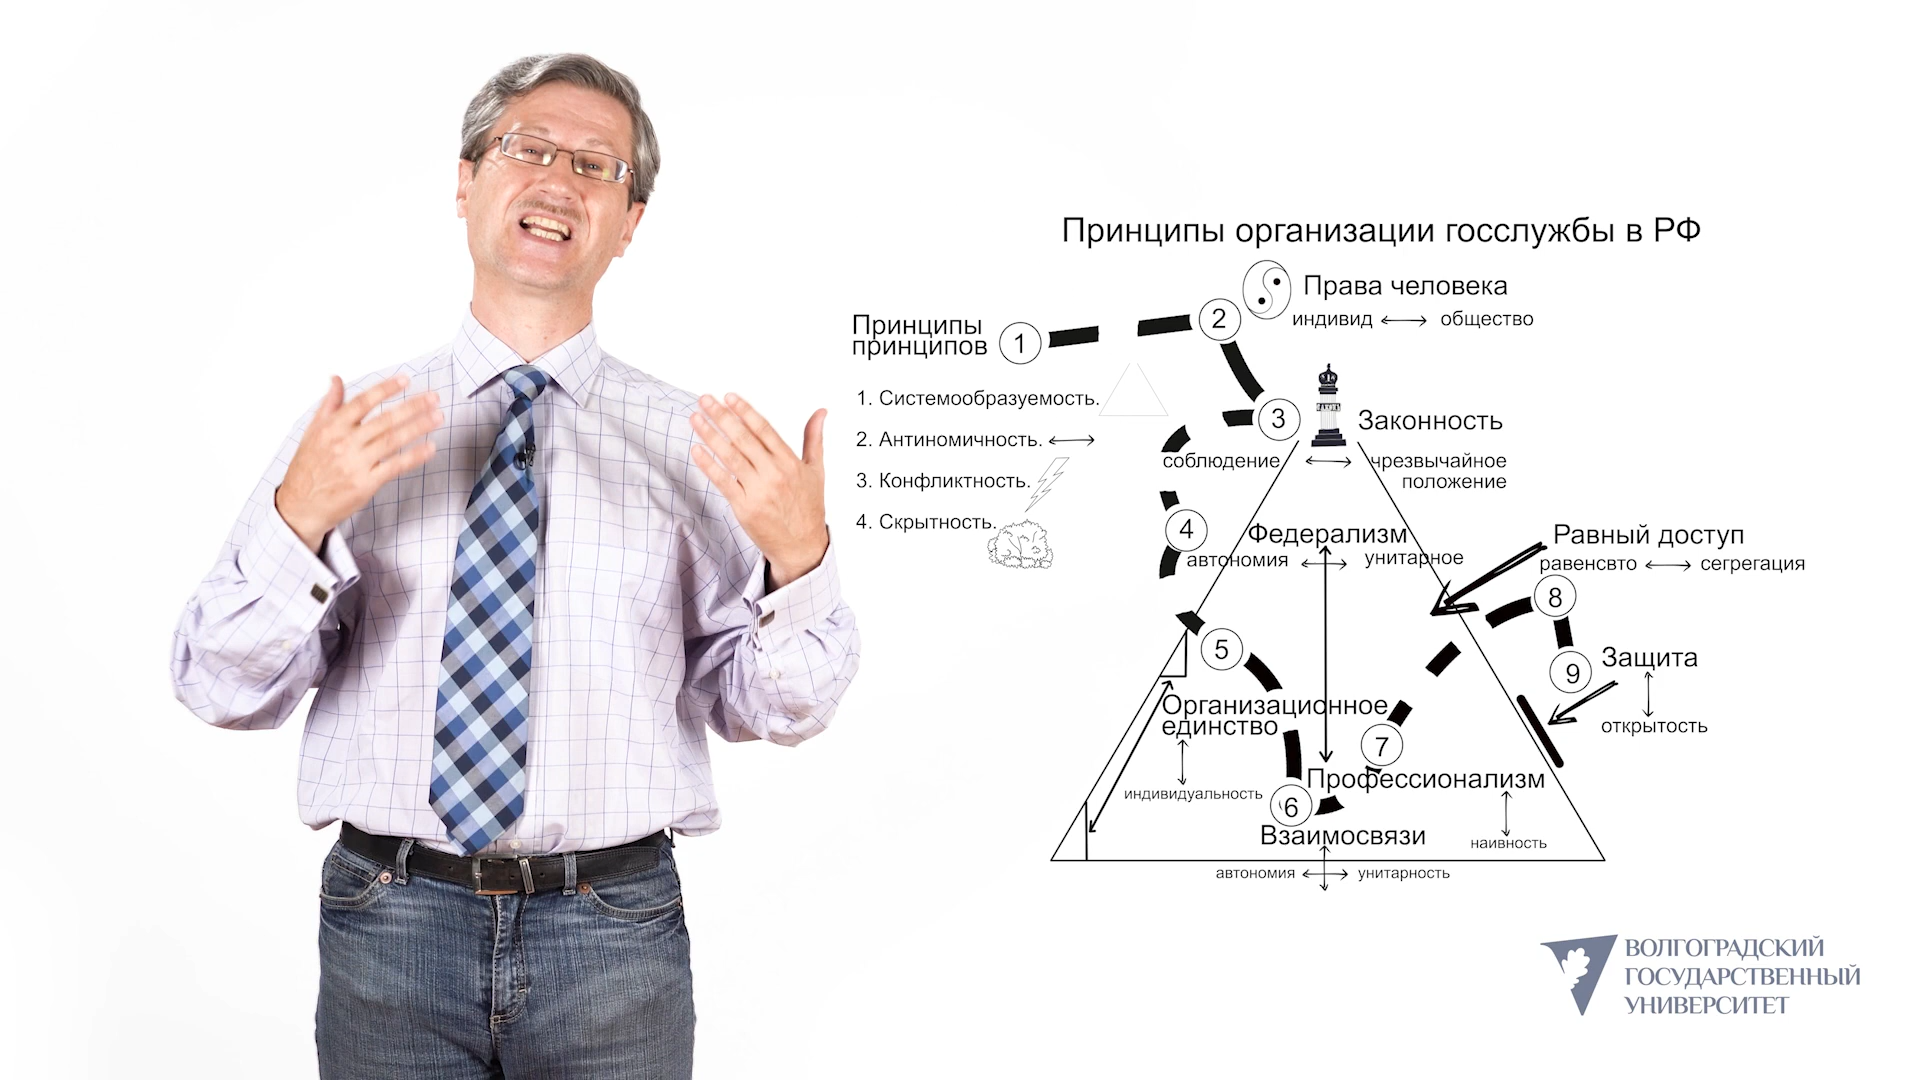 Принципы организации госслужбы в РФ
Принципы
принципов
1
1. Системообразуемость.
2. Антиномичность.
3. Конфликтность.
4. Скрытность.
2
Права человека
индивид
общество
3
Законность
соблюдение
чрезвычайное
положение
4
Федерализм
автономия
унитарное
5
Организационное
единство
индивидуальность
6
Взаимосвязи
автономия
унитарность
7
Профессионализм
наивность
8
Равный доступ
равенсвто
сегрегация
9
Защита
открытость
ВОЛГОГРАДСКИЙ
ГОСУДАРСТВЕННЫЙ
УНИВЕРСИТЕТ